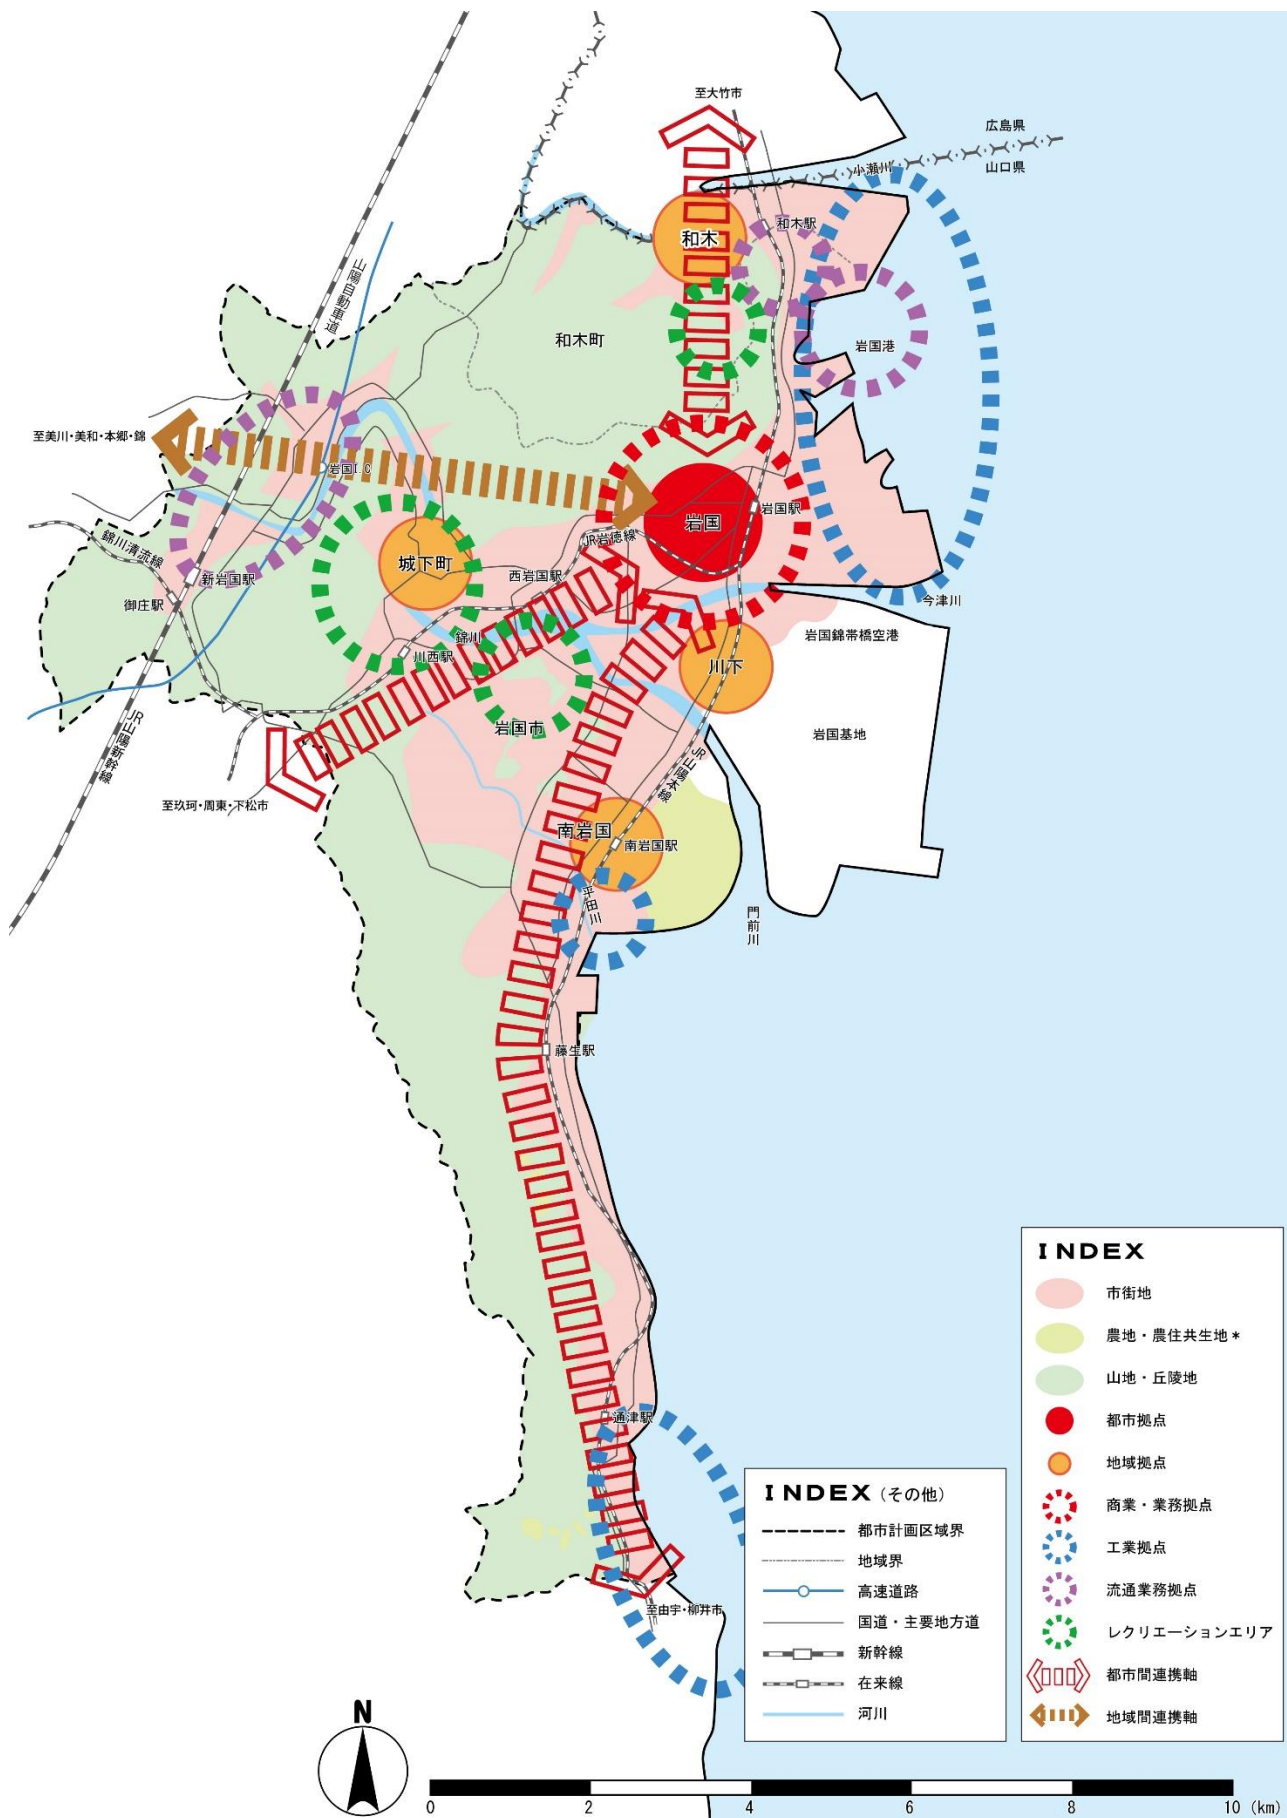 至大竹市
広島県
小瀬川
山口県
和木駅
和木
山陽自動車道
和木町
岩国港
至美川・美和・本郷・錦
岩国I.C
岩国駅
岩国
JR岩徳線
錦川清流線
城下町
西岩国駅
新岩国駅
御庄駅
今津川
錦川
岩国錦帯橋空港
川西駅
川下
岩国市
岩国基地
JR山陽新幹線
JR山陽本線
至玖珂・周東・下松市
南岩国
南岩国駅
平田川
門前川
藤生駅
通津駅
至由宇・柳井市
INDEX
市街地
農地・農住共生地*
山地・丘陵地
都市拠点
地域拠点
商業・業務拠点
工業拠点
流通業務拠点
レクリエーションエリア
都市間連携軸
地域間連携軸
INDEX(その他)
都市計画区域界
地域界
高速道路
国道・主要地方道
新幹線
在来線
河川
N
0 2 4 6 8 10 (km)